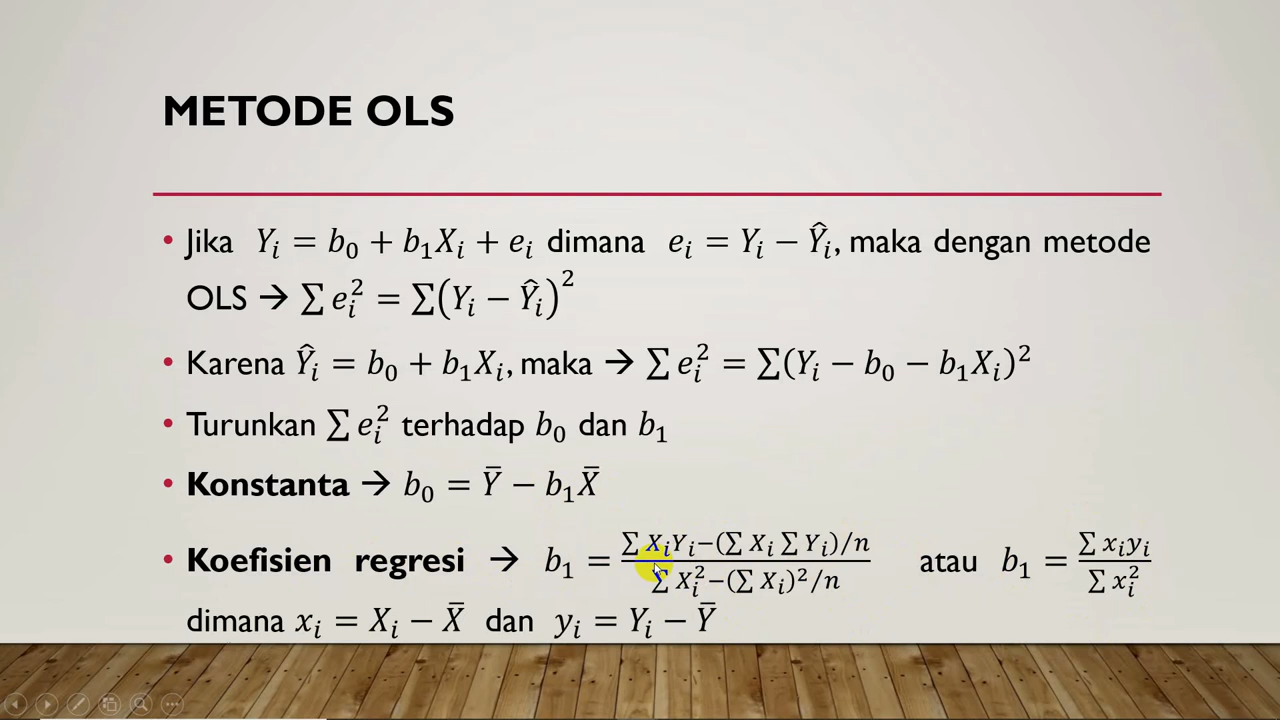 METODE OLS
• Jika Yᵢ = b₀ + b₁Xᵢ + eᵢ dimana eᵢ = Yᵢ − Ŷᵢ, maka dengan metode
OLS → ∑ eᵢ² = ∑(Yᵢ − Ŷᵢ)²
• Karena Ŷᵢ = b₀ + b₁Xᵢ, maka → ∑ eᵢ² = ∑(Yᵢ − b₀ − b₁Xᵢ)²
• Turunkan ∑ eᵢ² terhadap b₀ dan b₁
• Konstanta → b₀ = Ȳ − b₁X̄
• Koefisien regresi → b₁ = (∑ XᵢYᵢ−(∑ Xᵢ ∑ Yᵢ)/n)/(∑ Xᵢ²−(∑ Xᵢ)²/n) atau b₁ = (∑ xᵢyᵢ)/(∑ xᵢ²)
dimana xᵢ = Xᵢ − X̄ dan yᵢ = Yᵢ − Ȳ